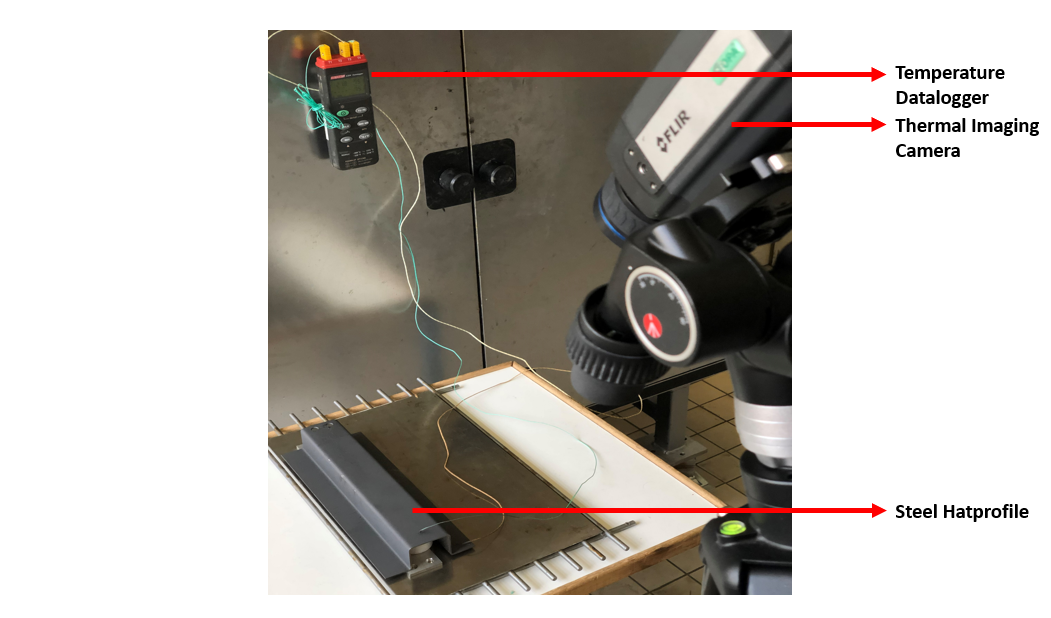 Temperature
Datalogger
Thermal Imaging
Camera
FLIR
Steel Hatprofile